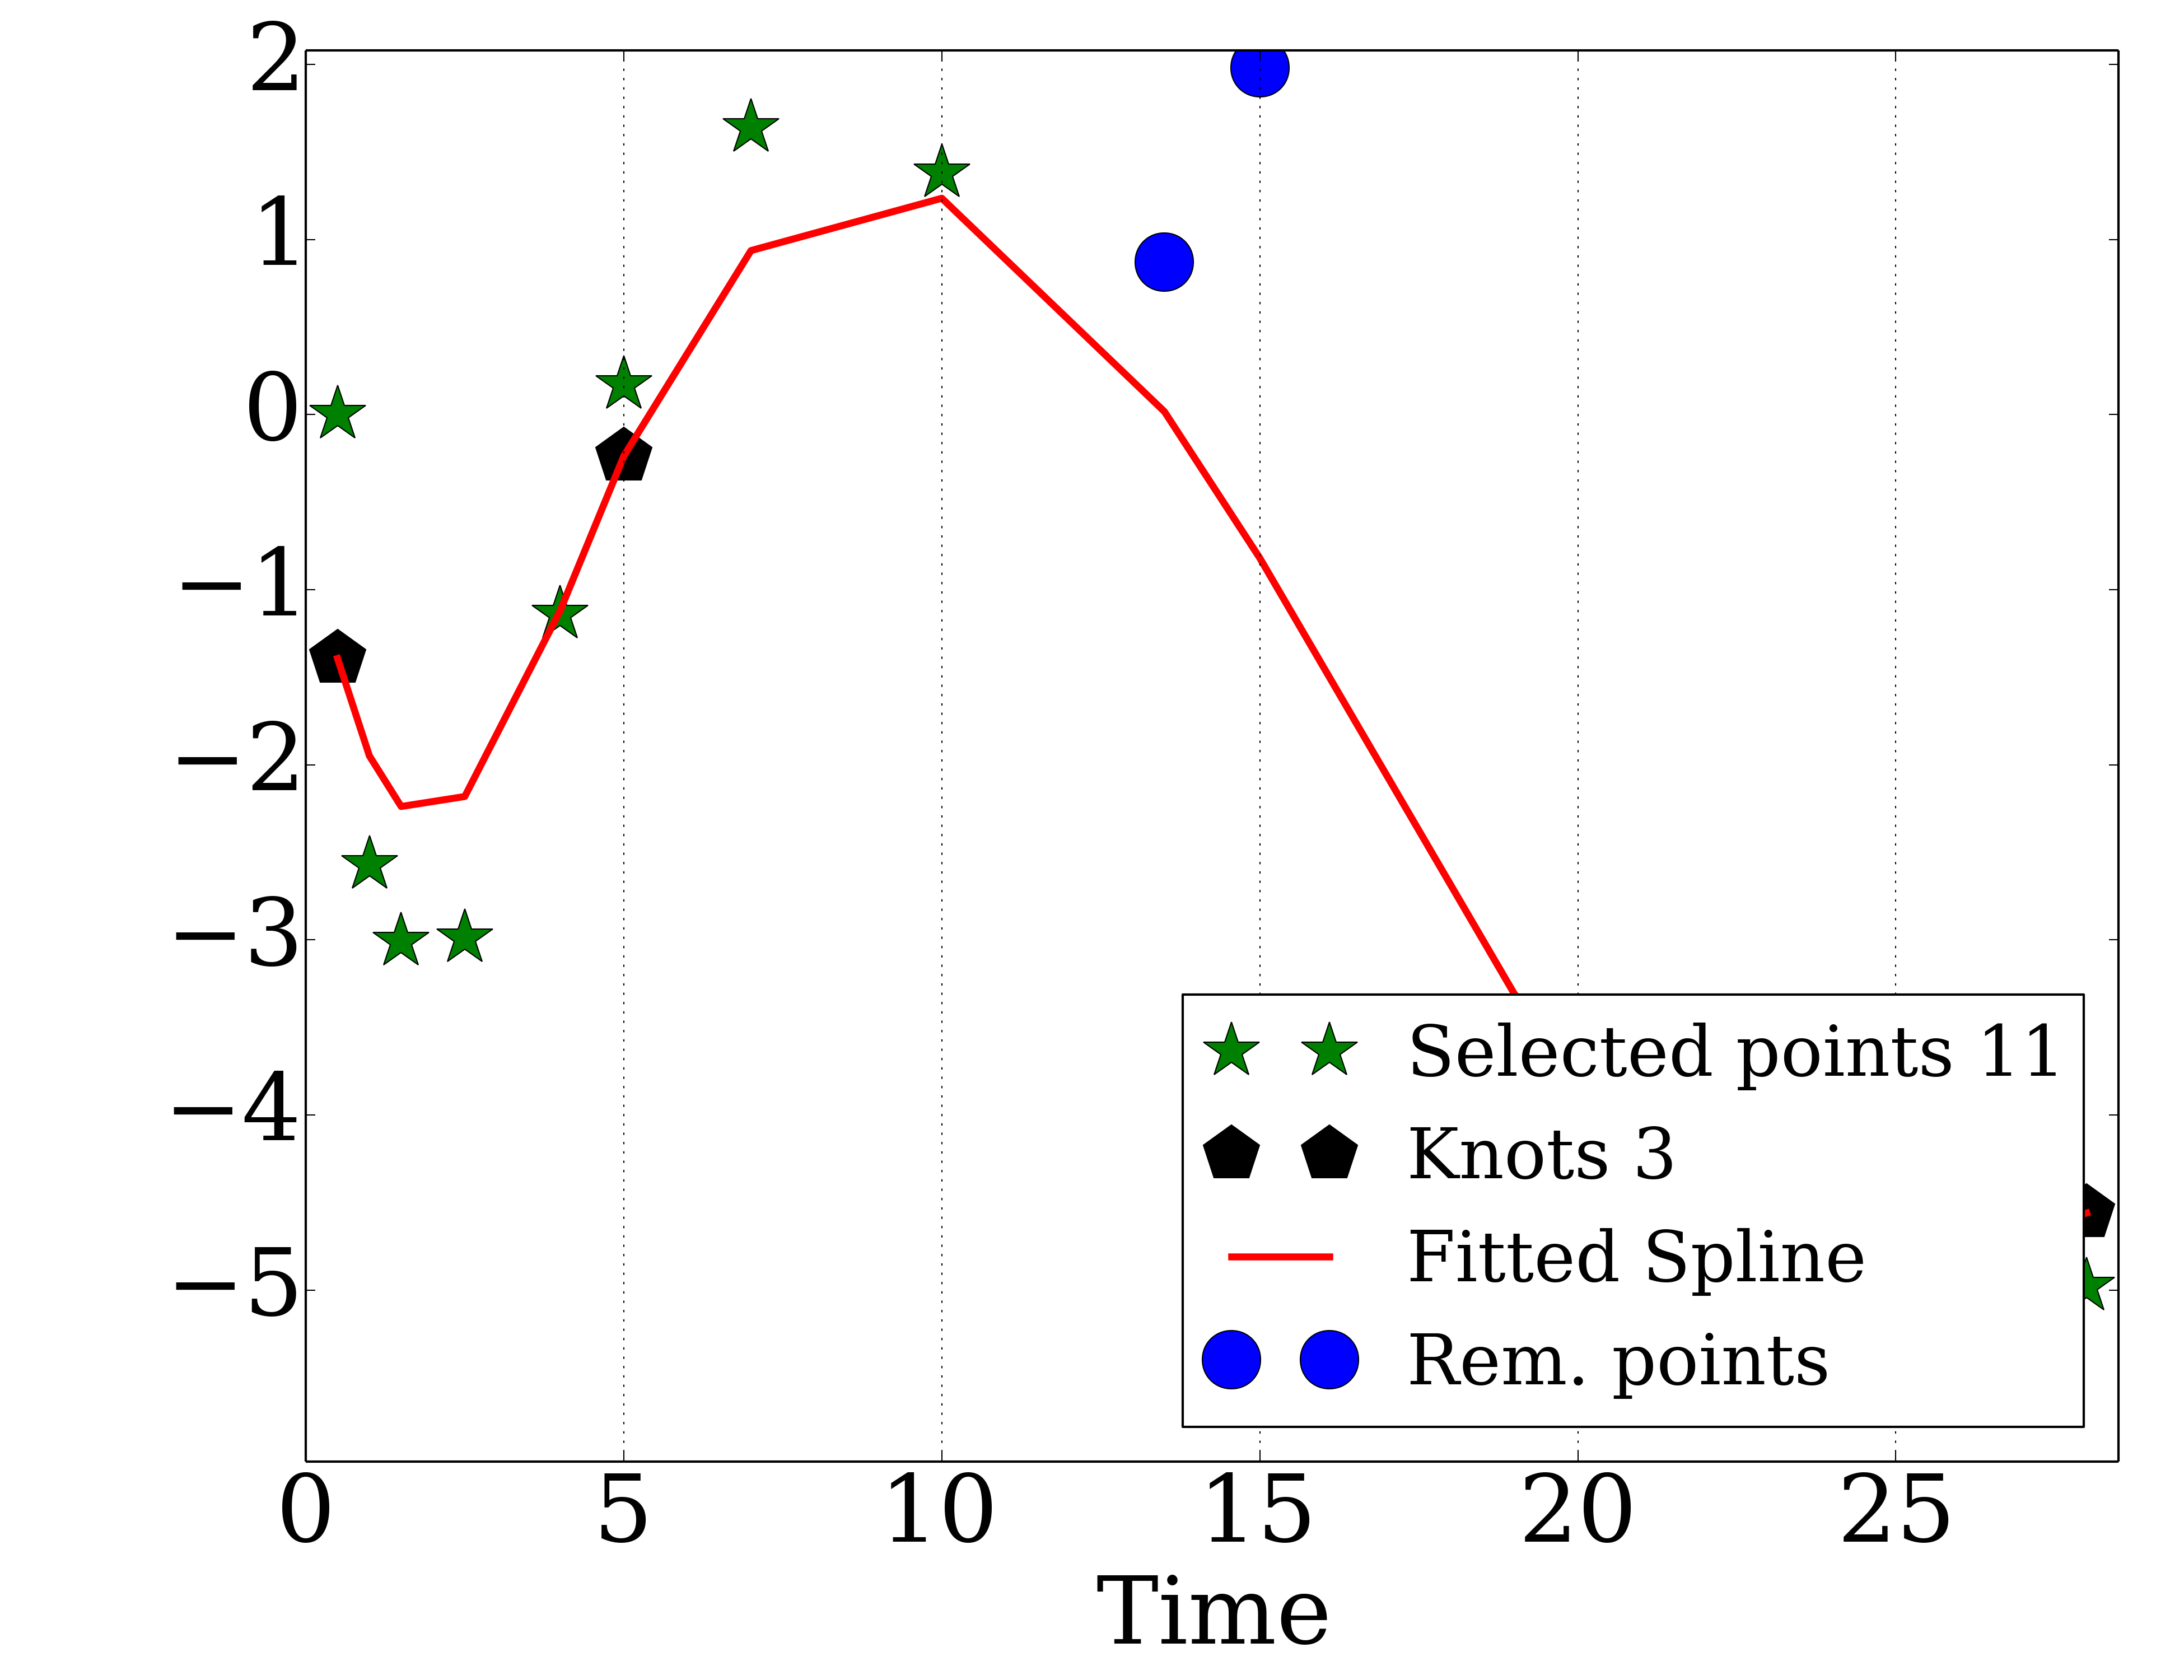 2
1
0
−1
−2
−3
−4
−5
Selected points 11
Knots 3
Fitted Spline
Rem. points
0 5 10 15 20 25
Time